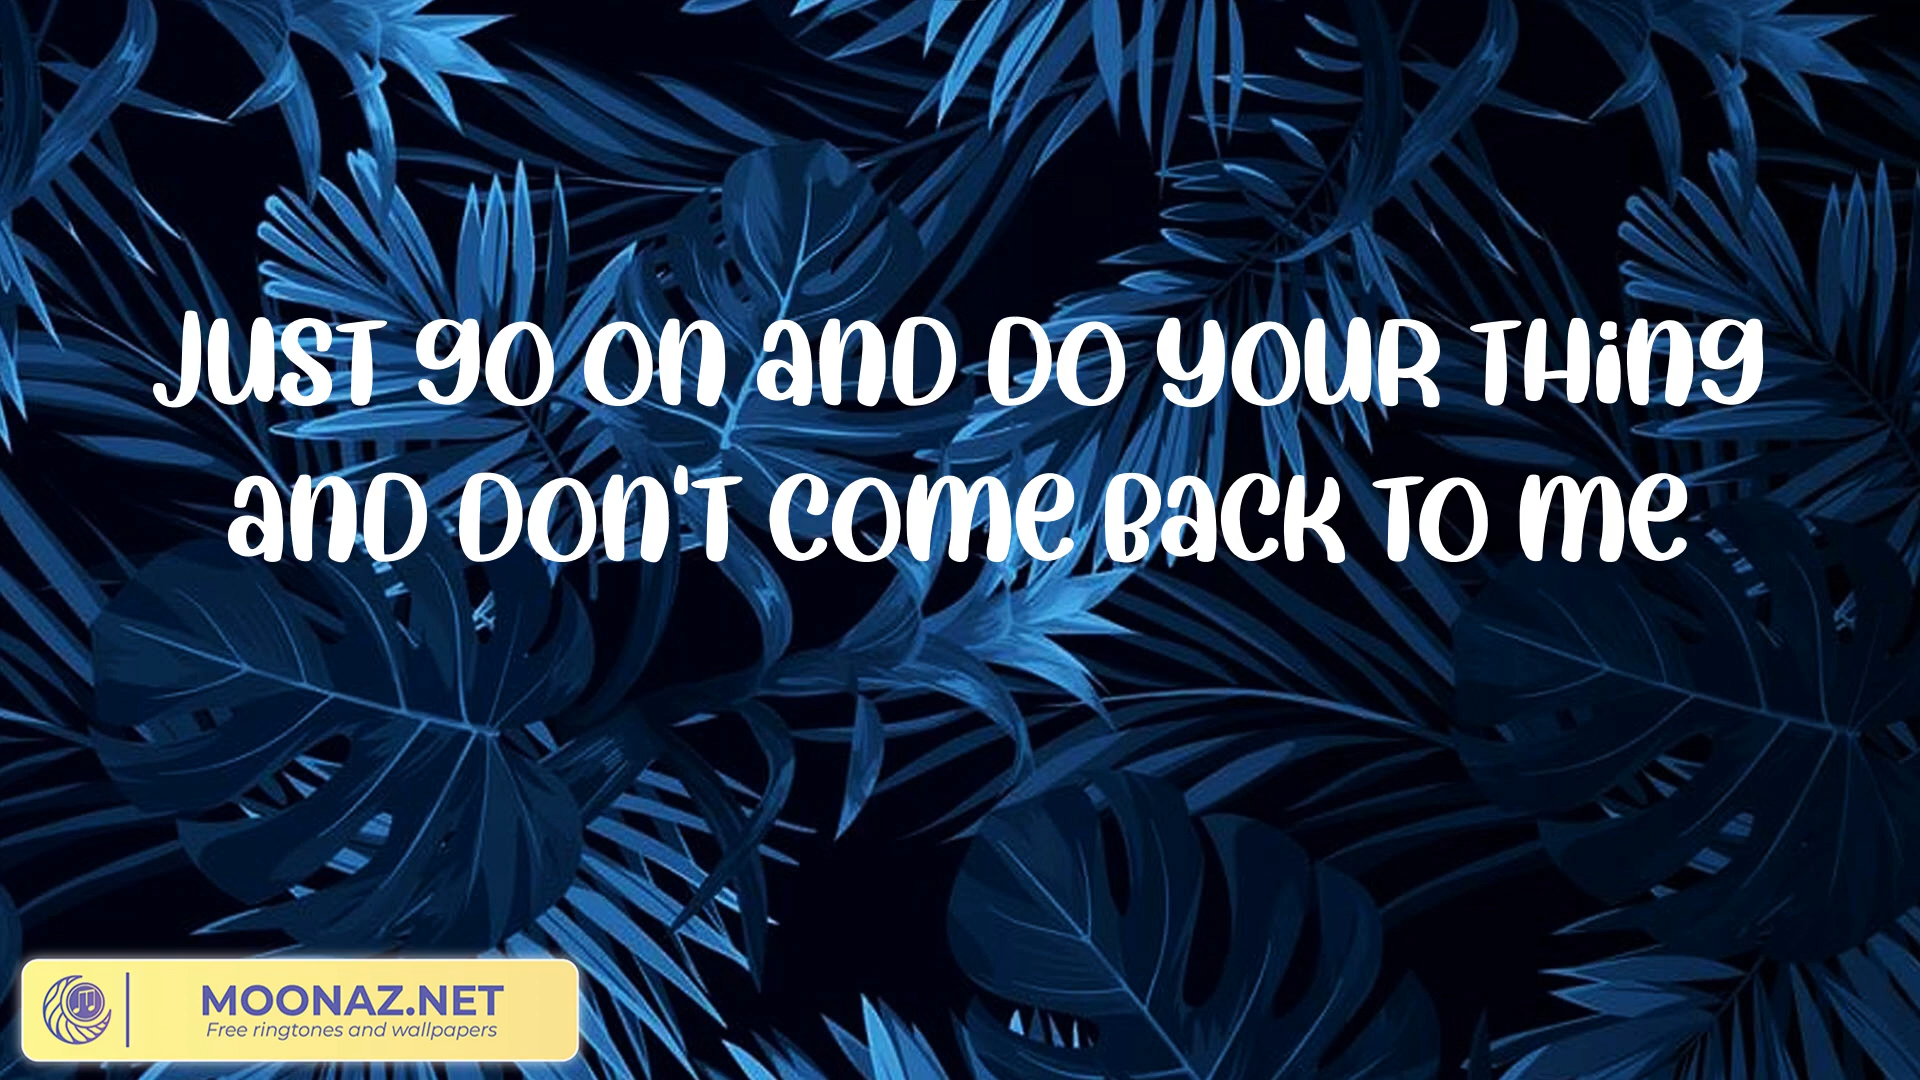 Just go on and do your thing
and don't come back to me
MOONAZ.NET
Free ringtones and wallpapers